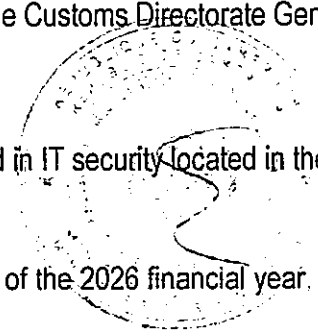 e Customs Directorate Gen
d in IT security located in the
of the 2026 financial year.